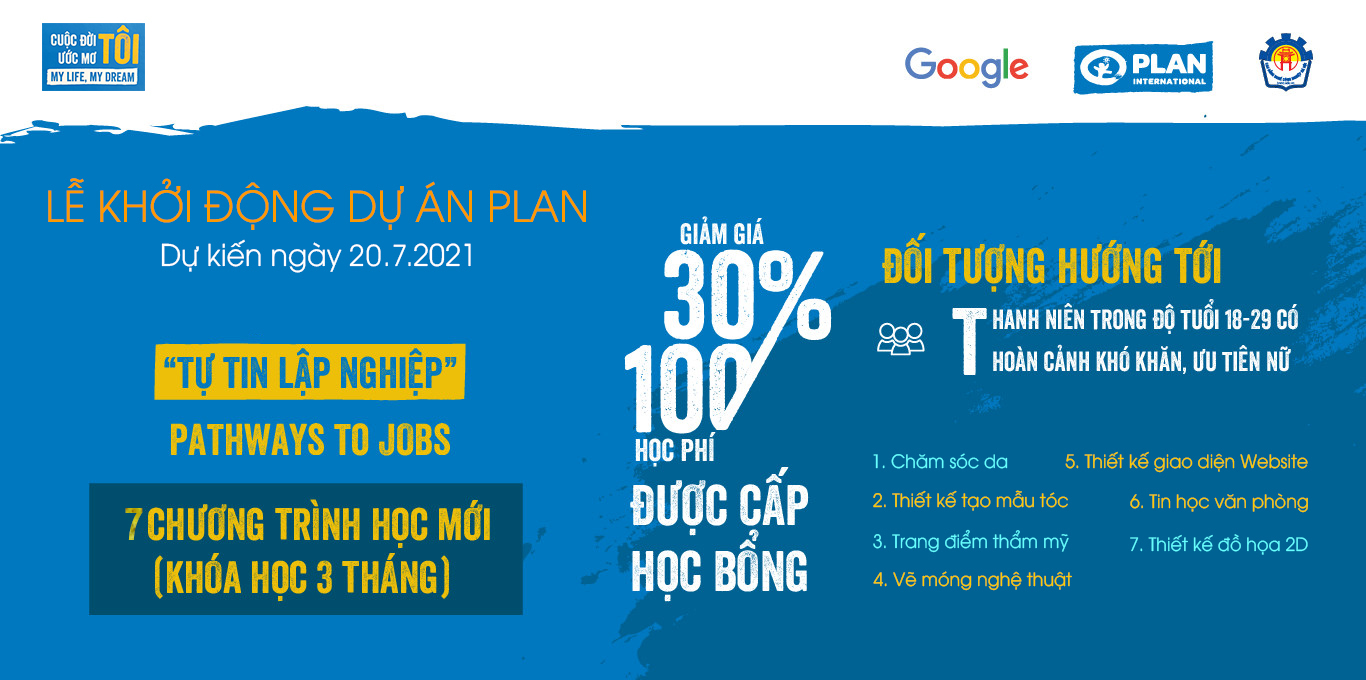 CUỘC ĐỜI
ƯỚC MƠ
TÔI
MY LIFE, MY DREAM
Google
PLAN
INTERNATIONAL
LỄ KHỞI ĐỘNG DỰ ÁN PLAN
Dự kiến ngày 20.7.2021
“TỰ TIN LẬP NGHIỆP”
PATHWAYS TO JOBS
7 CHƯƠNG TRÌNH HỌC MỚI
(KHÓA HỌC 3 THÁNG)
GIẢM GIÁ
30%
100
HỌC PHÍ
ĐƯỢC CẤP
HỌC BỔNG
ĐỐI TƯỢNG HƯỚNG TỚI
THANH NIÊN TRONG ĐỘ TUỔI 18-29 CÓ
HOÀN CẢNH KHÓ KHĂN, ƯU TIÊN NỮ
1. Chăm sóc da
2. Thiết kế tạo mẫu tóc
3. Trang điểm thẩm mỹ
4. Vẽ móng nghệ thuật
5. Thiết kế giao diện Website
6. Tin học văn phòng
7. Thiết kế đồ họa 2D